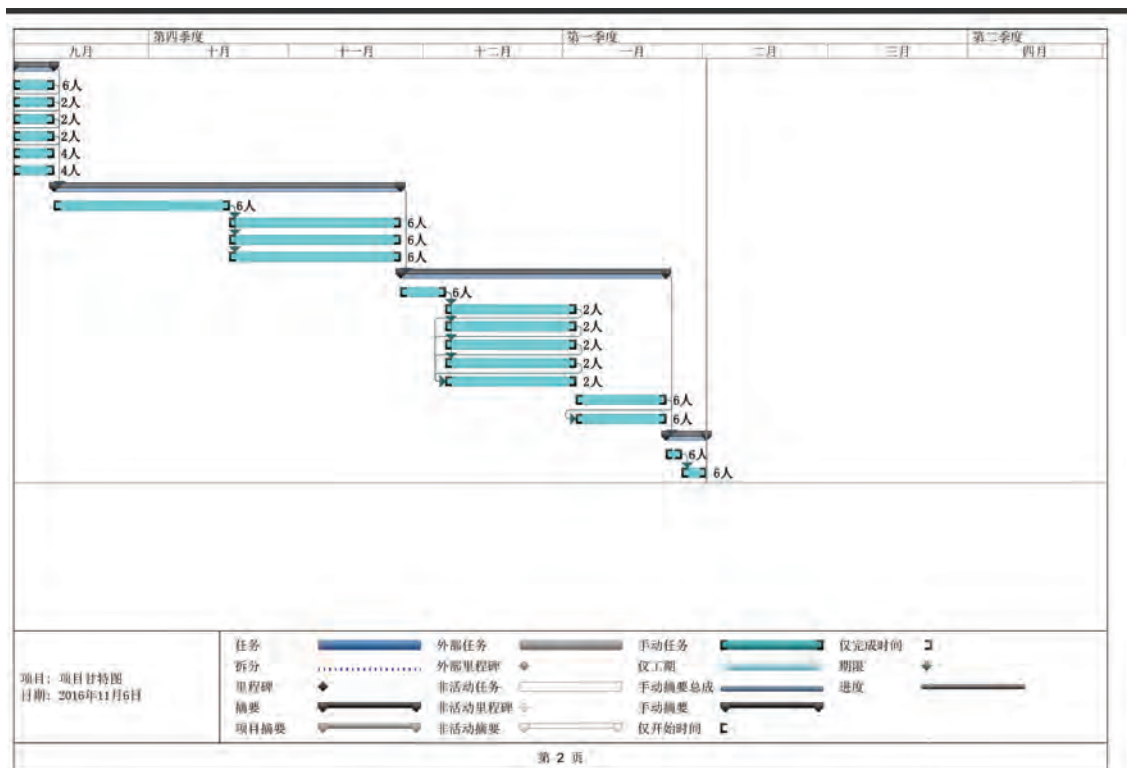 第四季度 第一季度 第二季度
九月 十月 十一月 十二月 一月 二月 三月 四月
6人
2人
2人
2人
4人
4人
6人
6人
6人
6人
6人
2人
2人
2人
2人
2人
6人
6人
6人
6人
任务 外部任务 手动任务 仅完成时间
拆分 外部里程碑 仅工期 期限
里程碑 非活动任务 手动摘要总成 进度
摘要 非活动里程碑 手动摘要
项目摘要 非活动摘要 仅开始时间
项目：项目甘特图
日期：2016年11月6日
第 2 页